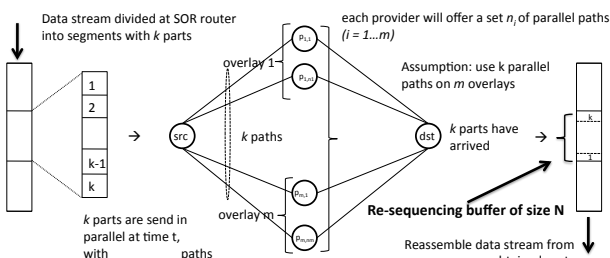 Data stream divided at SOR router
into segments with k parts
each provider will offer a set ni of parallel paths
(i = 1...m)
Assumption: use k parallel
paths on m overlays
overlay 1
p1,1
p1,n1
1
2
k-1
k
src
k paths
dst
k parts have
arrived
k
1
overlay m
pm,1
pm,nm
Re-sequencing buffer of size N
k parts are send in
parallel at time t,
with paths
Reassemble data stream from